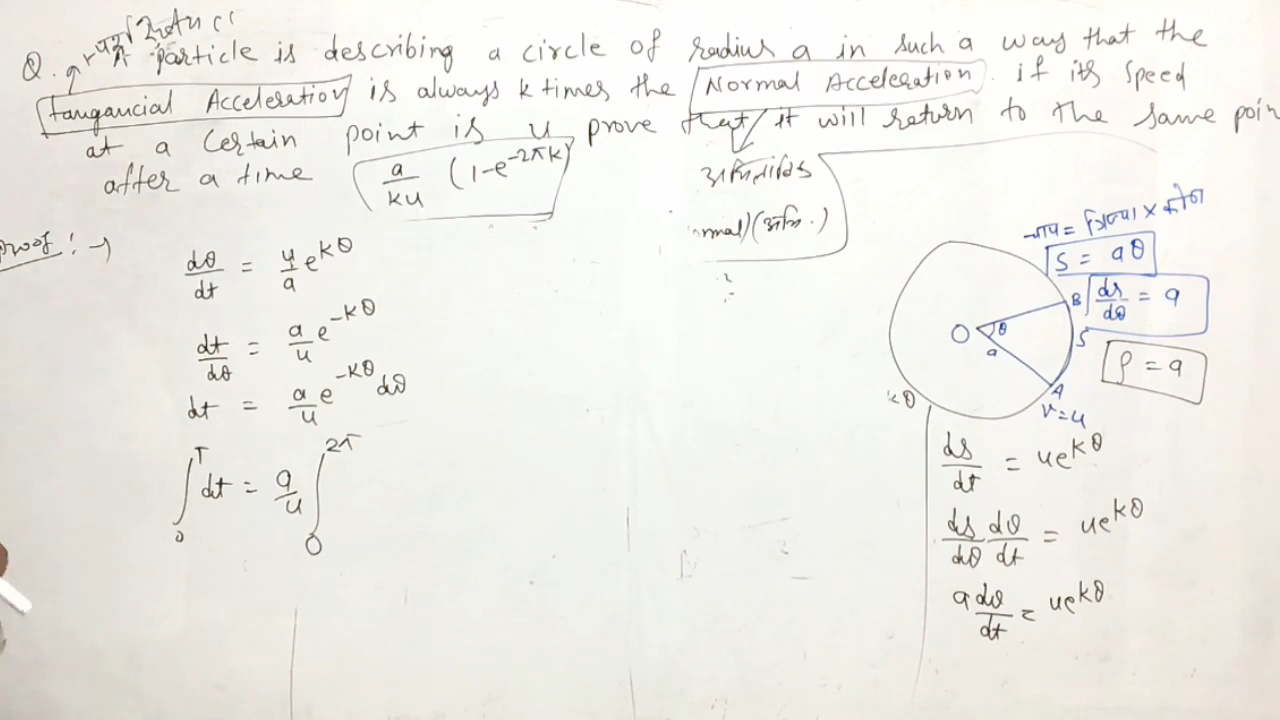 Q. A particle is describing a circle of radius a in such a way that the
tangancial Acceleration is always k times the Normal Acceleration. if its speed
at a certain point is u prove that it will return to the same poin
after a time a/ku (1-e^-2πk)
Proof :→
dθ/dt = u/a e^kθ
dt/dθ = a/u e^-kθ
dt = a/u e^-kθ dθ
∫_0^T dt = a/u ∫_0^2π
चाप = त्रिज्या × कोण
S = aθ
ds/dθ = a
ρ = a
O θ a B S A
v=u
kθ
ds/dt = ue^kθ
ds/dθ dθ/dt = ue^kθ
a dθ/dt = ue^kθ